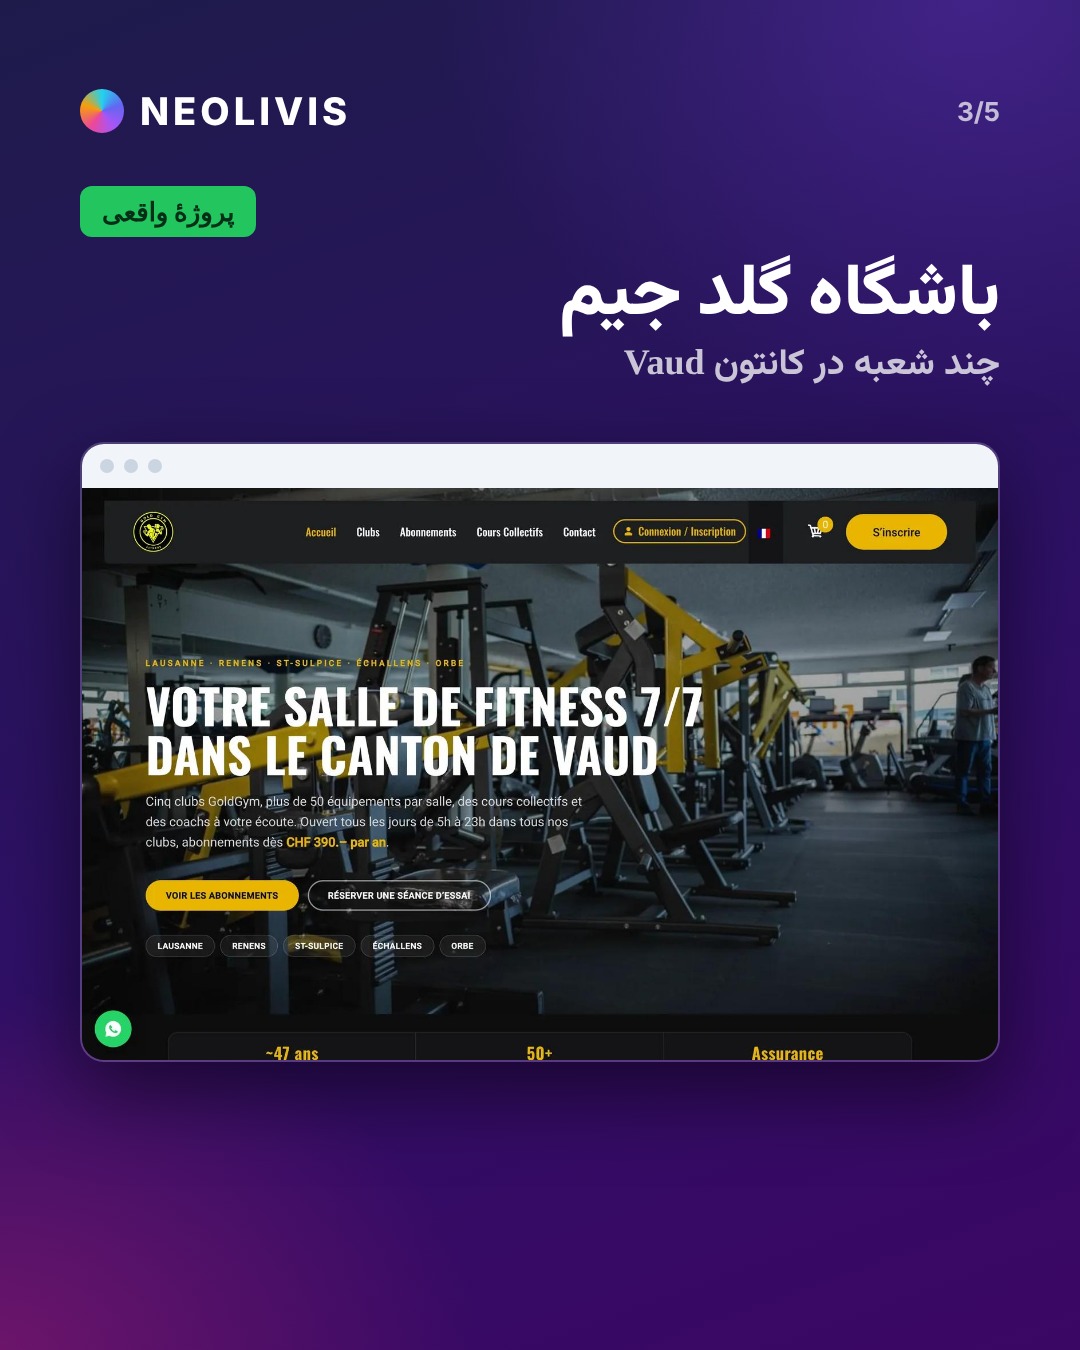 NEOLIVIS
3/5
پروژهٔ واقعی
باشگاه گلد جیم
چند شعبه در کانتون Vaud
Accueil Clubs Abonnements Cours Collectifs Contact Connexion / Inscription 0 S'inscrire
LAUSANNE · RENENS · ST-SULPICE · ÉCHALLENS · ORBE
VOTRE SALLE DE FITNESS 7/7
DANS LE CANTON DE VAUD
Cinq clubs GoldGym, plus de 50 équipements par salle, des cours collectifs et
des coachs à votre écoute. Ouvert tous les jours de 5h à 23h dans tous nos
clubs, abonnements dès CHF 390.– par an.
VOIR LES ABONNEMENTS RÉSERVER UNE SÉANCE D'ESSAI
LAUSANNE RENENS ST-SULPICE ÉCHALLENS ORBE
~47 ans 50+ Assurance